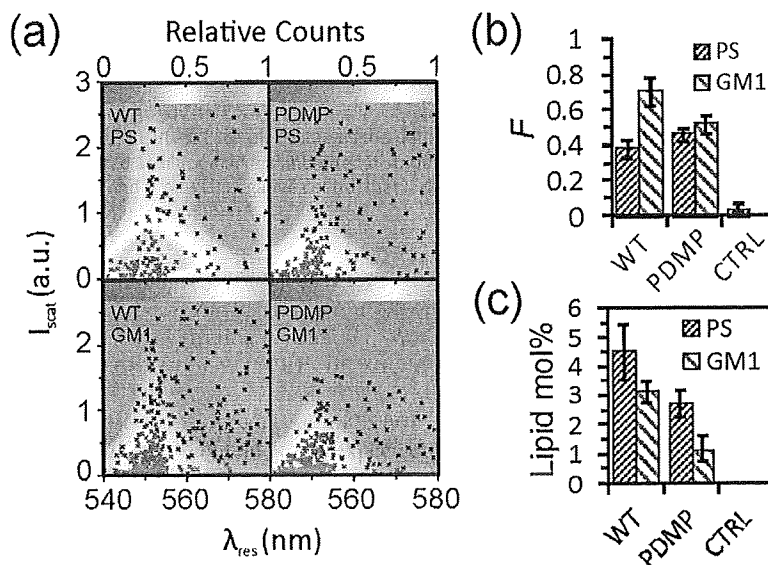 (a)
Relative Counts
0 0.5 1 0 0.5 1
3
2
1
0
2
1
0
WT
PS
PDMP
PS
WT
GM1
PDMP
GM1
I_scat (a.u.)
540 560 580 560 580
λ_res (nm)
(b)
1
0.8
0.6
0.4
0.2
0
F
PS
GM1
WT PDMP CTRL
(c)
6
5
4
3
2
1
0
Lipid mol%
PS
GM1
WT PDMP CTRL